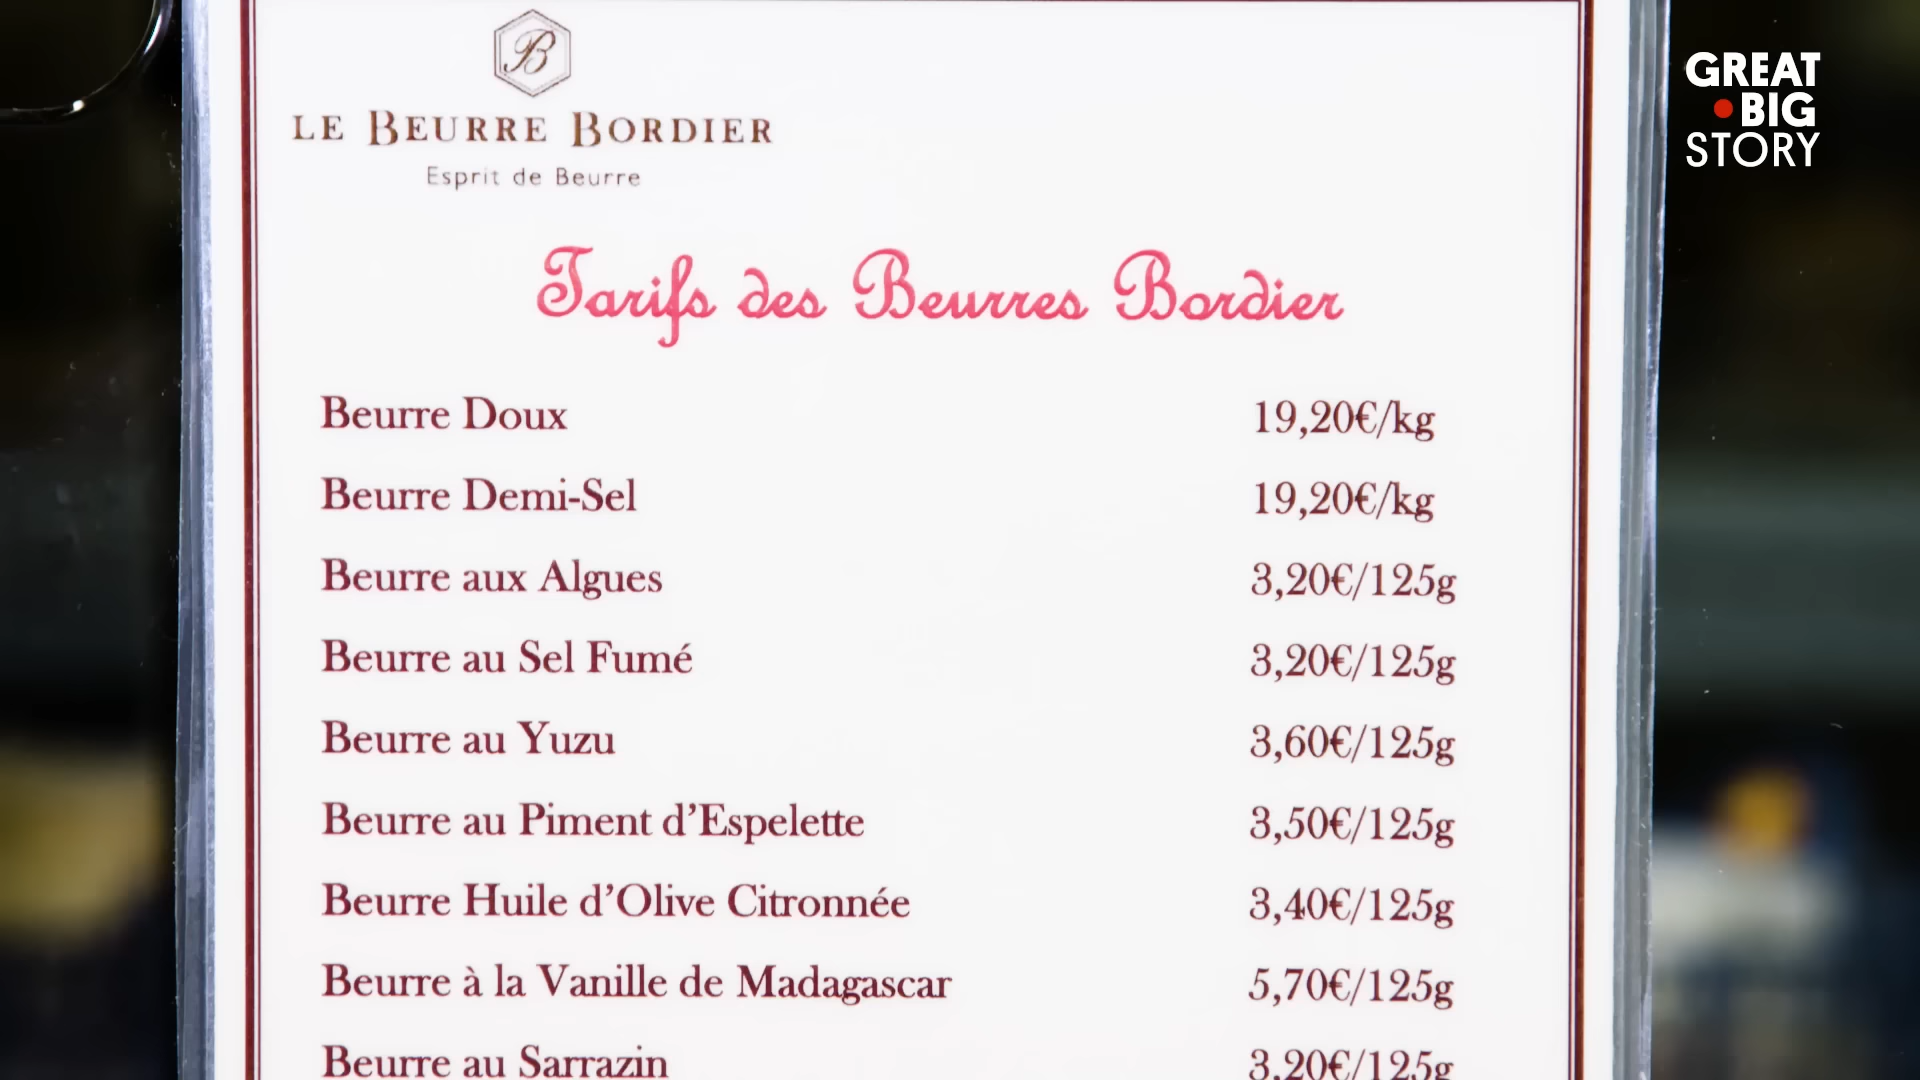 B
LE BEURRE BORDIER
Esprit de Beurre
Tarifs des Beurres Bordier
Beurre Doux 19,20€/kg
Beurre Demi-Sel 19,20€/kg
Beurre aux Algues 3,20€/125g
Beurre au Sel Fumé 3,20€/125g
Beurre au Yuzu 3,60€/125g
Beurre au Piment d’Espelette 3,50€/125g
Beurre Huile d’Olive Citronnée 3,40€/125g
Beurre à la Vanille de Madagascar 5,70€/125g
Beurre au Sarrazin 3,20€/125g
GREAT
BIG
STORY